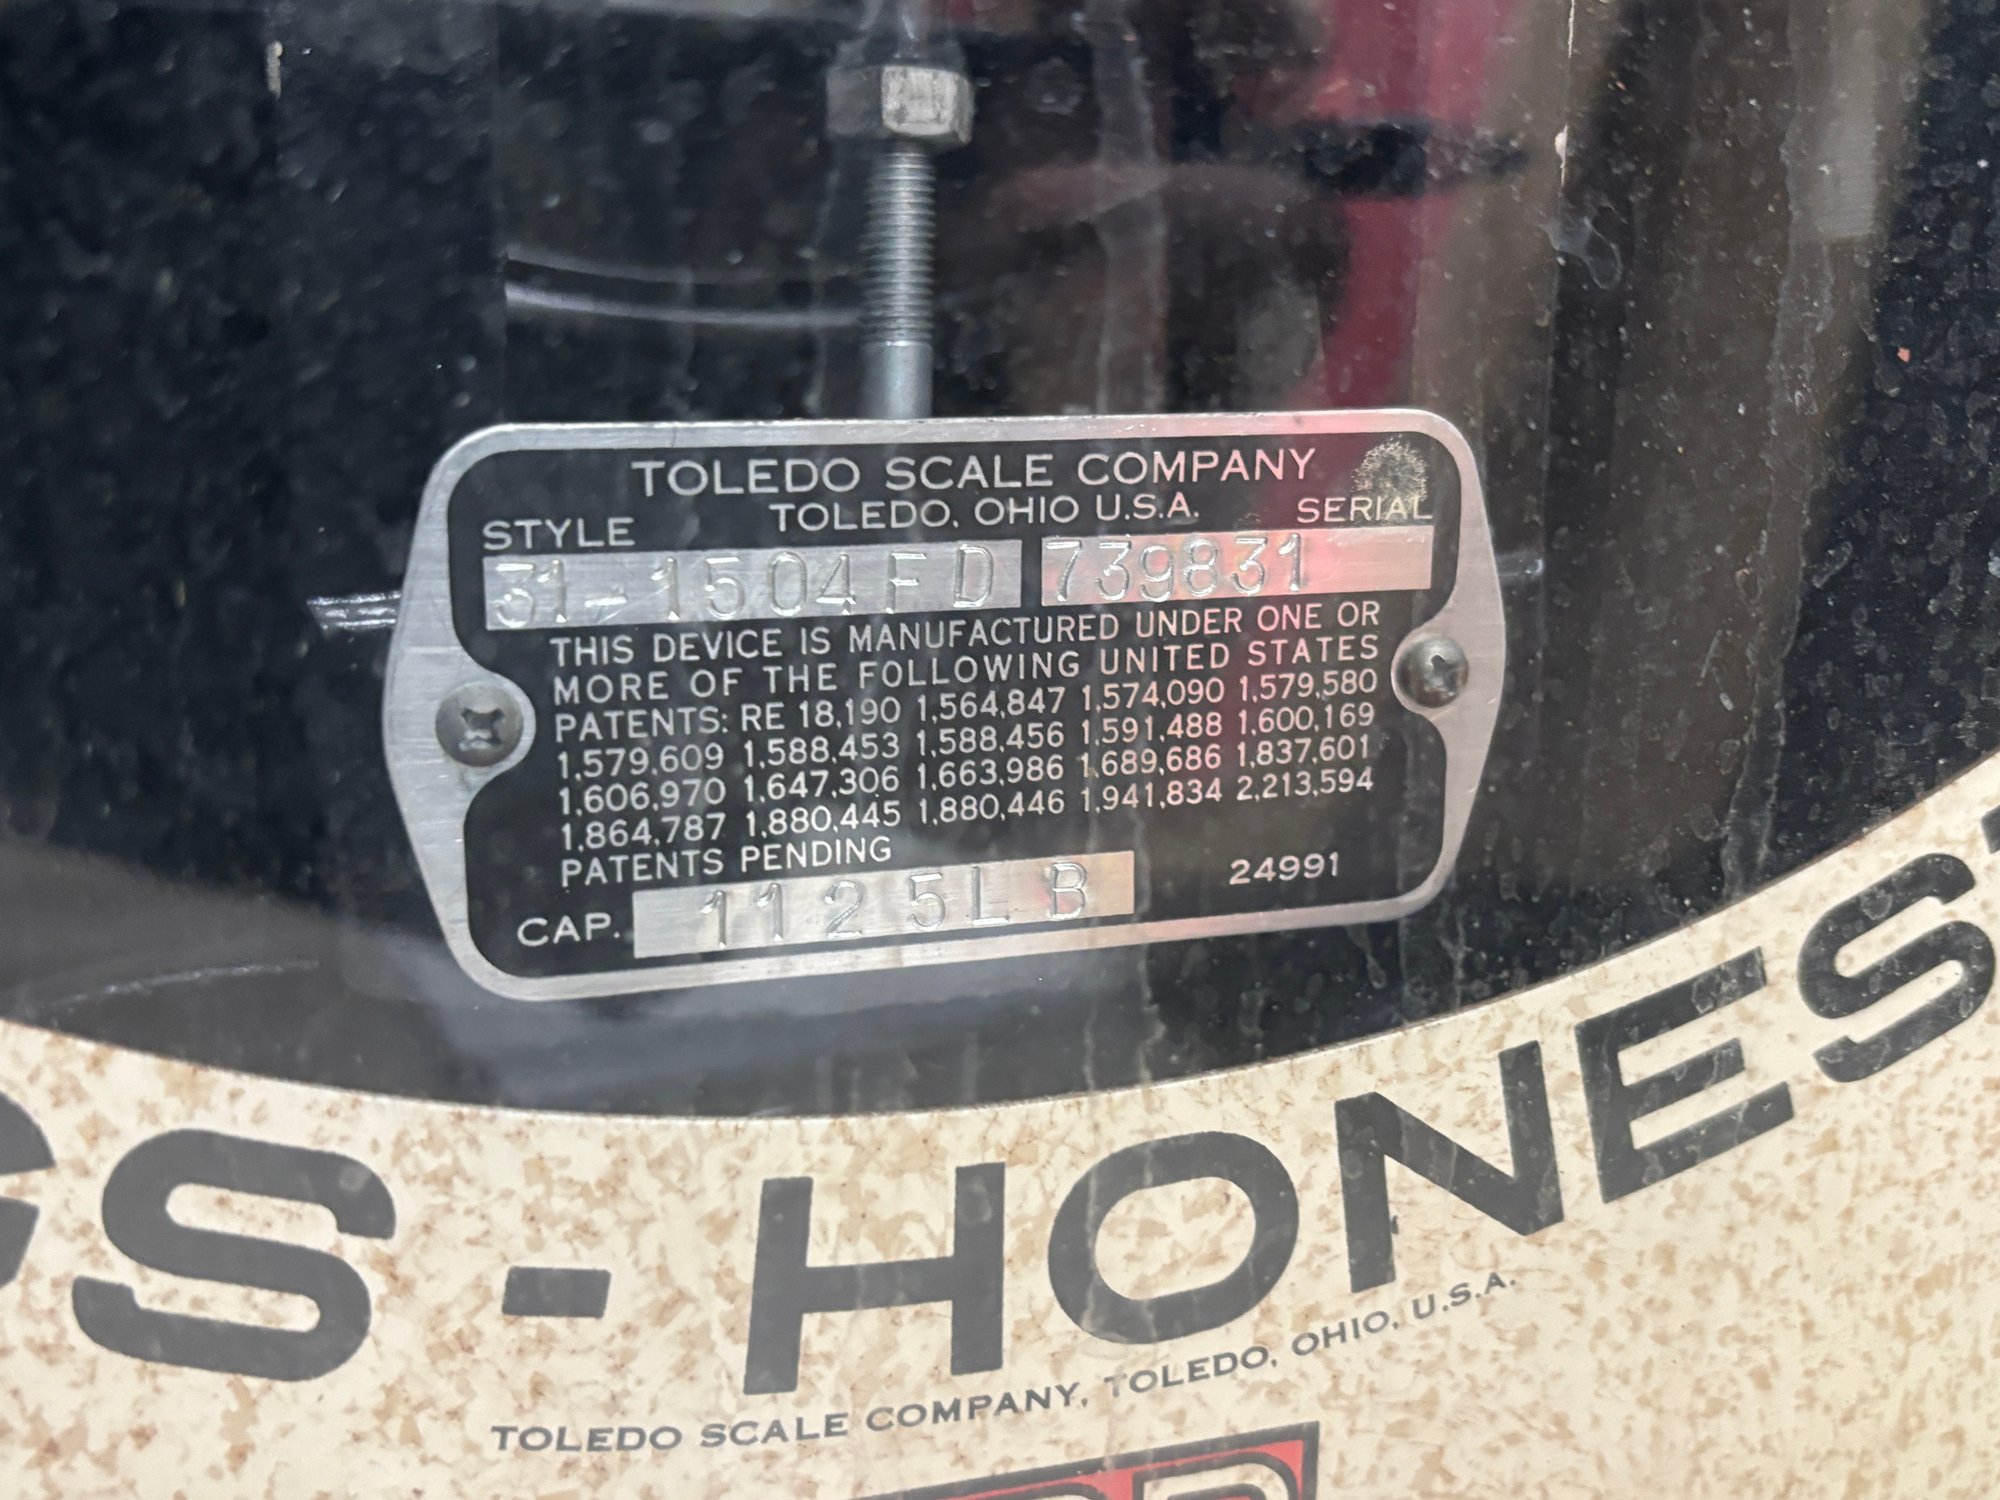 TOLEDO SCALE COMPANY
TOLEDO, OHIO U.S.A.
STYLE SERIAL
31-1504FD 739831
THIS DEVICE IS MANUFACTURED UNDER ONE OR
MORE OF THE FOLLOWING UNITED STATES
PATENTS: RE 18,190 1,564,847 1,574,090 1,579,580
1,579,609 1,588,453 1,588,456 1,591,488 1,600,169
1,606,970 1,647,306 1,663,986 1,689,686 1,837,601
1,864,787 1,880,445 1,880,446 1,941,834 2,213,594
PATENTS PENDING
CAP. 1125LB 24991
GS - HONEST
TOLEDO SCALE COMPANY, TOLEDO, OHIO, U.S.A.